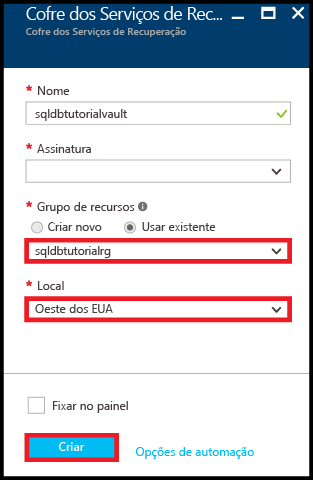 Cofre dos Serviços de Rec...
Cofre dos Serviços de Recuperação
* Nome
sqldbtutorialvault
* Assinatura
* Grupo de recursos
Criar novo Usar existente
sqldbtutorialrg
* Local
Oeste dos EUA
Fixar no painel
Criar Opções de automação